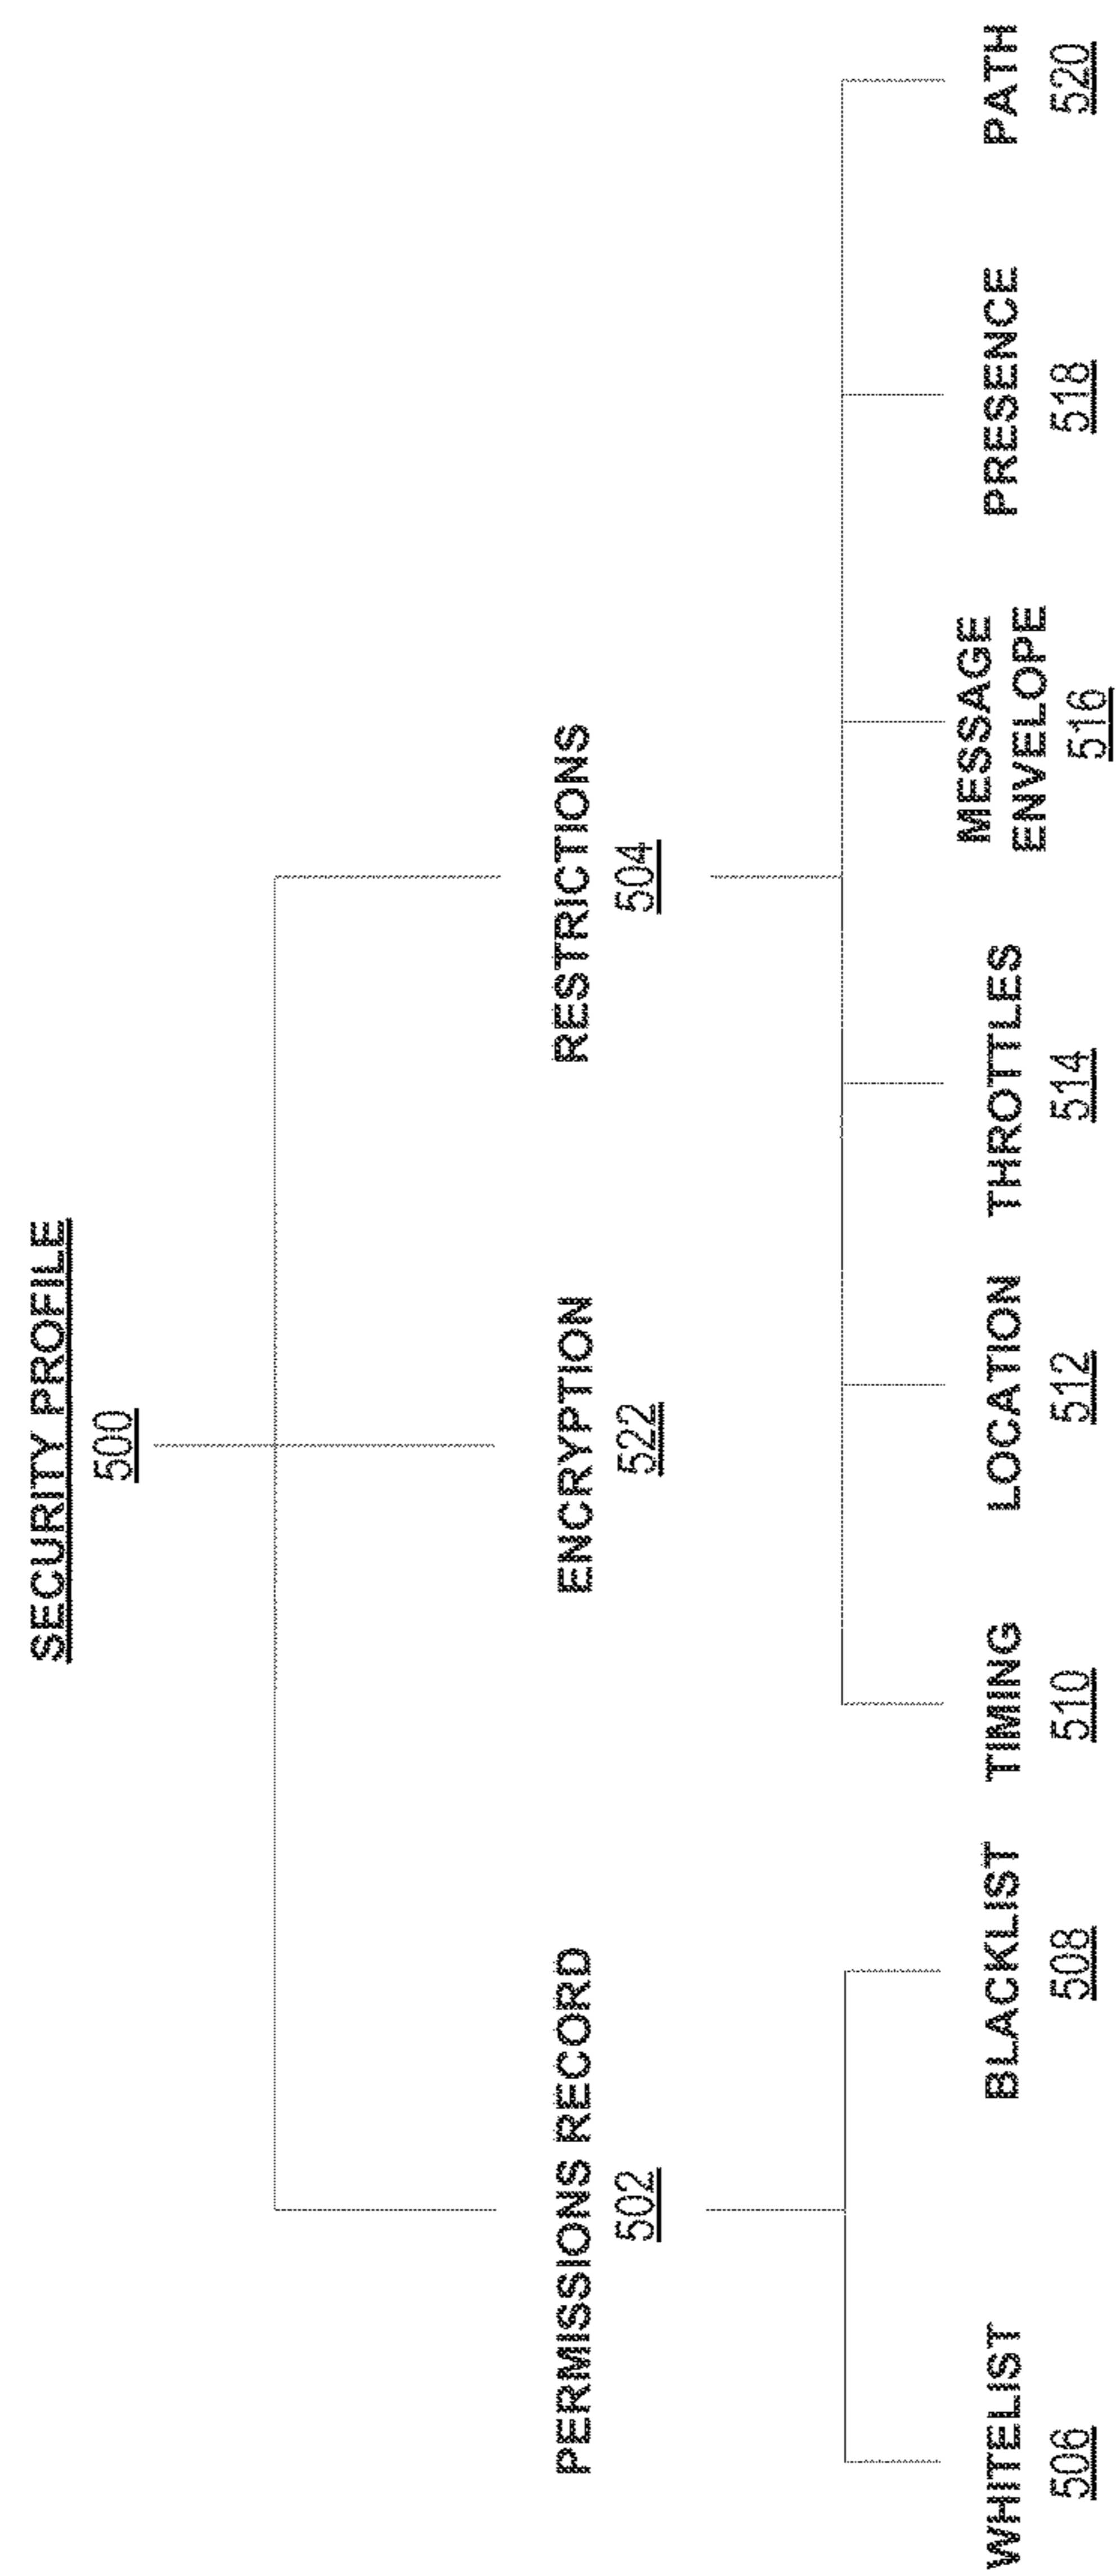 SECURITY PROFILE
500
PERMISSIONS RECORD
502
ENCRYPTION
522
RESTRICTIONS
504
WHITELIST
506
BLACKLIST
508
TIMING
510
LOCATION
512
THROTTLES
514
MESSAGE
ENVELOPE
516
PRESENCE
518
PATH
520